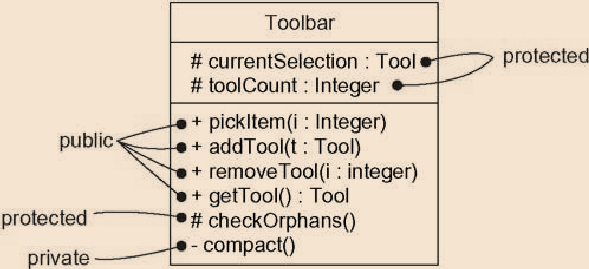 Toolbar
# currentSelection : Tool
protected
# toolCount : Integer
+ pickItem(i : Integer)
public
+ addTool(t : Tool)
+ removeTool(i : integer)
+ getTool() : Tool
protected
# checkOrphans()
- compact()
private